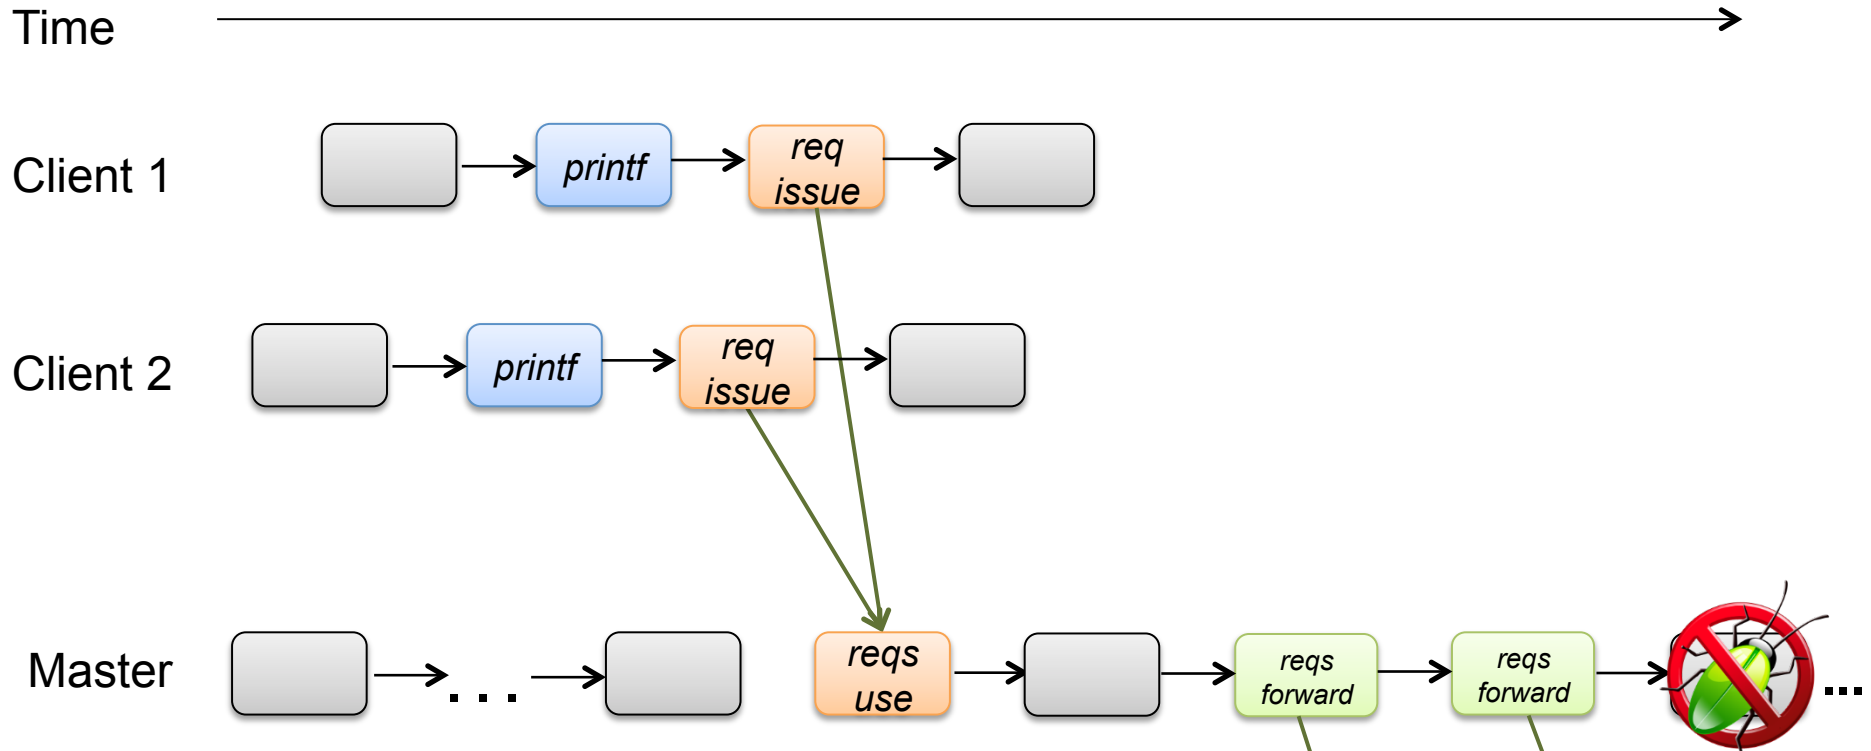 Time
Client 1
printf
req
issue
Client 2
printf
req
issue
Master
. . .
reqs
use
reqs
forward
reqs
forward
...